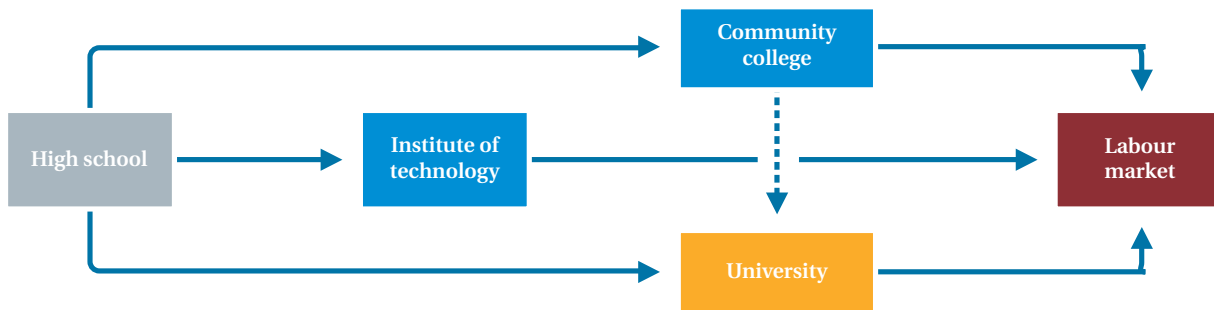 Community
college
High school
Institute of
technology
Labour
market
University